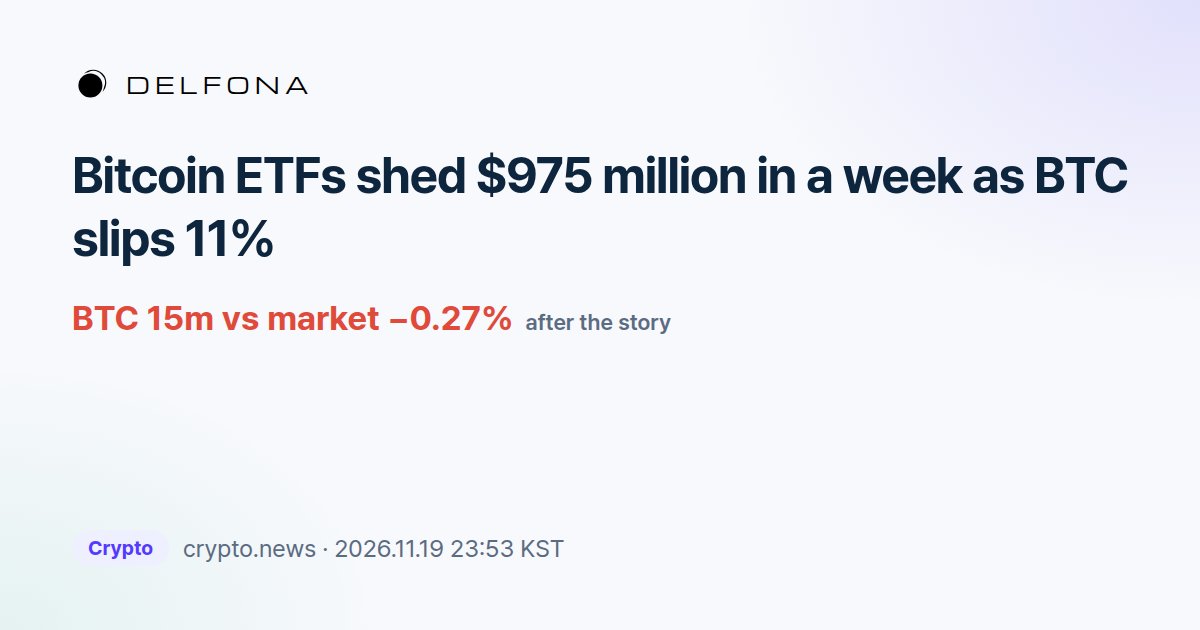 DELFONA
Bitcoin ETFs shed $975 million in a week as BTC
slips 11%
BTC 15m vs market −0.27% after the story
Crypto crypto.news · 2026.11.19 23:53 KST